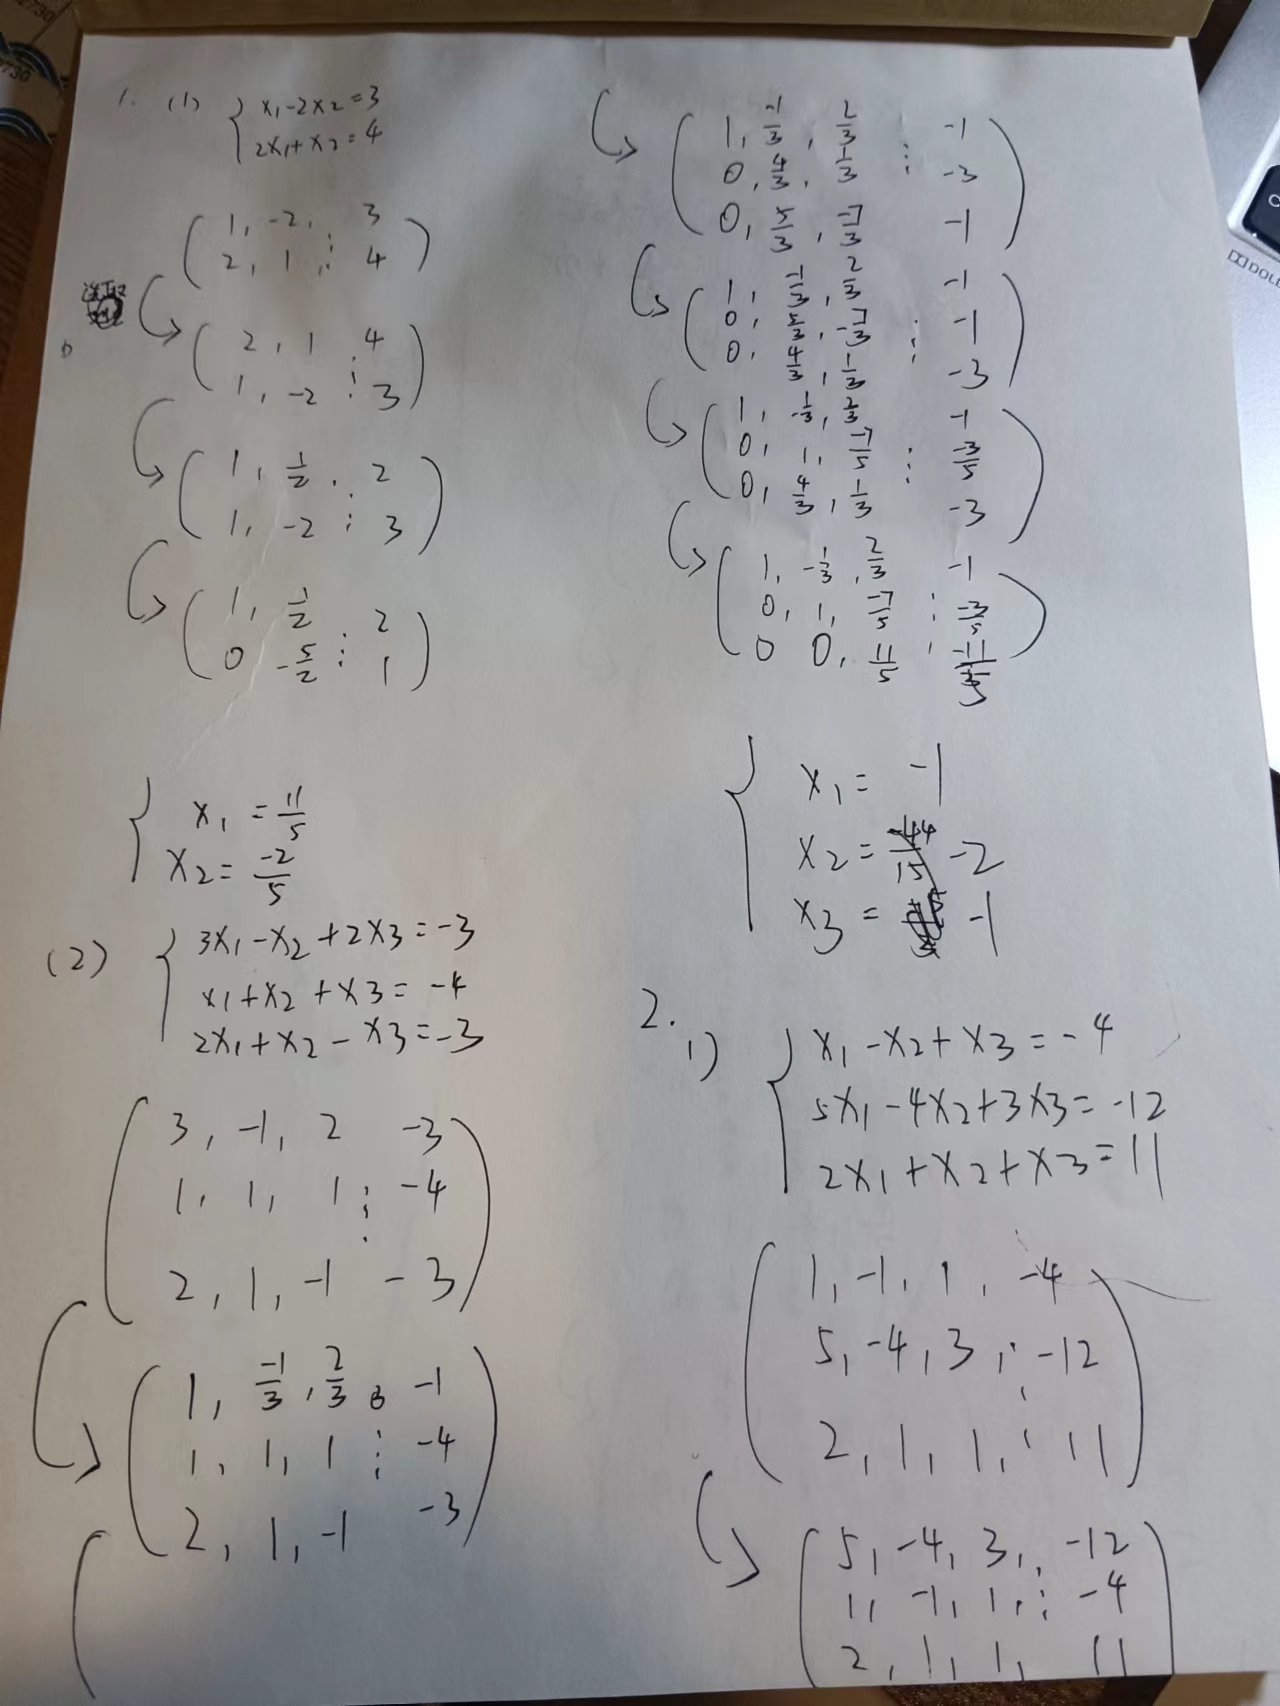 1. (1) { x₁-2x₂=3
2x₁+x₂=4
( 1, -2, ⋮ 3
2, 1, ⋮ 4 )
( 2, 1 ⋮ 4
1, -2 ⋮ 3 )
( 1, 1/2, ⋮ 2
1, -2 ⋮ 3 )
( 1, 1/2 ⋮ 2
0 -5/2 ⋮ 1 )
{ x₁ = 11/5
x₂ = -2/5
(2) { 3x₁-x₂+2x₃=-3
x₁+x₂+x₃=-4
2x₁+x₂-x₃=-3
( 3, -1, 2 ⋮ -3
1, 1, 1 ⋮ -4
2, 1, -1 ⋮ -3 )
( 1, -1/3, 2/3 ⋮ -1
1, 1, 1 ⋮ -4
2, 1, -1 ⋮ -3 )
( 1, -1/3, 2/3 ⋮ -1
0, 4/3, 1/3 ⋮ -3
0, 5/3, -7/3 ⋮ -1 )
( 1, -1/3, 2/3 ⋮ -1
0, 5/3, -7/3 ⋮ -1
0, 4/3, 1/3 ⋮ -3 )
( 1, -1/3, 2/3 ⋮ -1
0, 1, -7/5 ⋮ -3/5
0, 4/3, 1/3 ⋮ -3 )
( 1, -1/3, 2/3 ⋮ -1
0, 1, -7/5 ⋮ -3/5
0 0, 11/5 ⋮ -11/5 )
{ x₁ = -1
x₂ = -2
x₃ = -1
2.
1) { x₁-x₂+x₃=-4
5x₁-4x₂+3x₃=-12
2x₁+x₂+x₃=11
( 1, -1, 1, ⋮ -4
5, -4, 3, ⋮ -12
2, 1, 1, ⋮ 11 )
( 5, -4, 3, ⋮ -12
1, -1, 1, ⋮ -4
2, 1, 1, 11
DOL